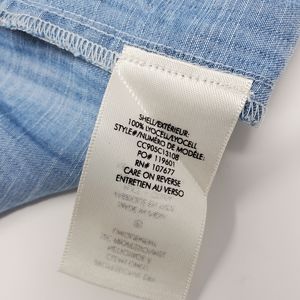 SHELL/EXTÉRIEUR:
100% LYOCELL/LYOCELL
STYLE#/NUMÉRO DE MODÈLE:
CC905C13108
PO# 119601
RN# 107677
CARE ON REVERSE
ENTRETIEN AU VERSO